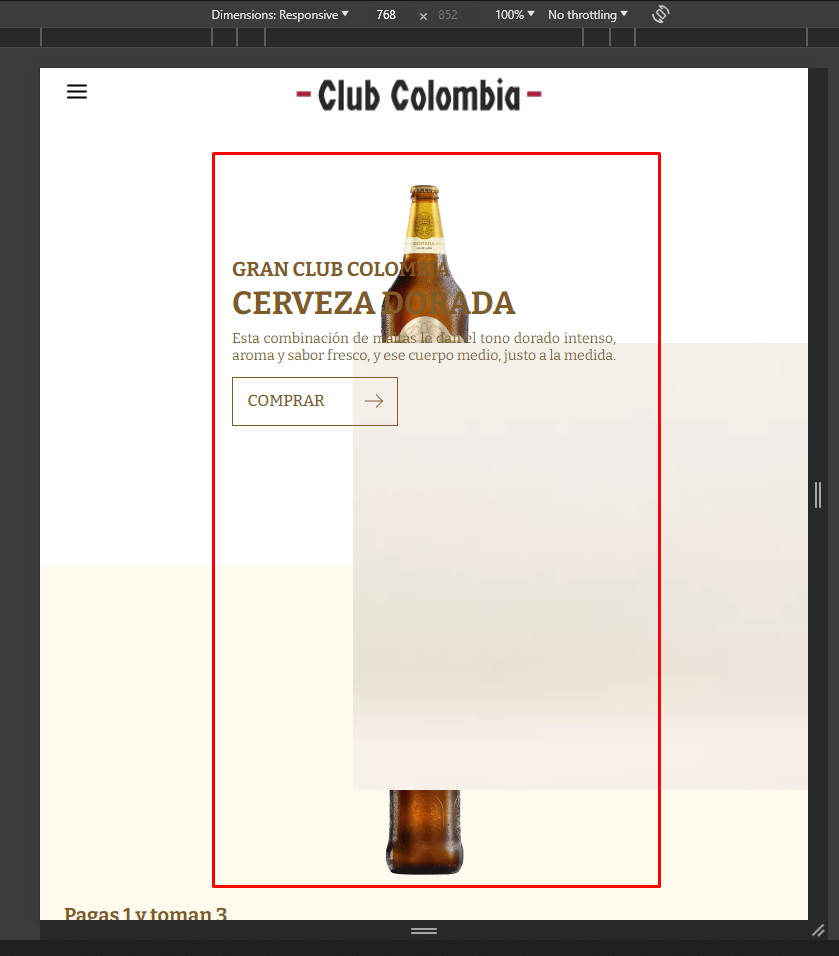 Dimensions: Responsive 768 × 852 100% No throttling
Club Colombia
DORADA
GRAN CLUB COLOMBIA
CERVEZA DORADA
Esta combinación de maltas le dan el tono dorado intenso,
aroma y sabor fresco, y ese cuerpo medio, justo a la medida.
COMPRAR
Pagas 1 y toman 3